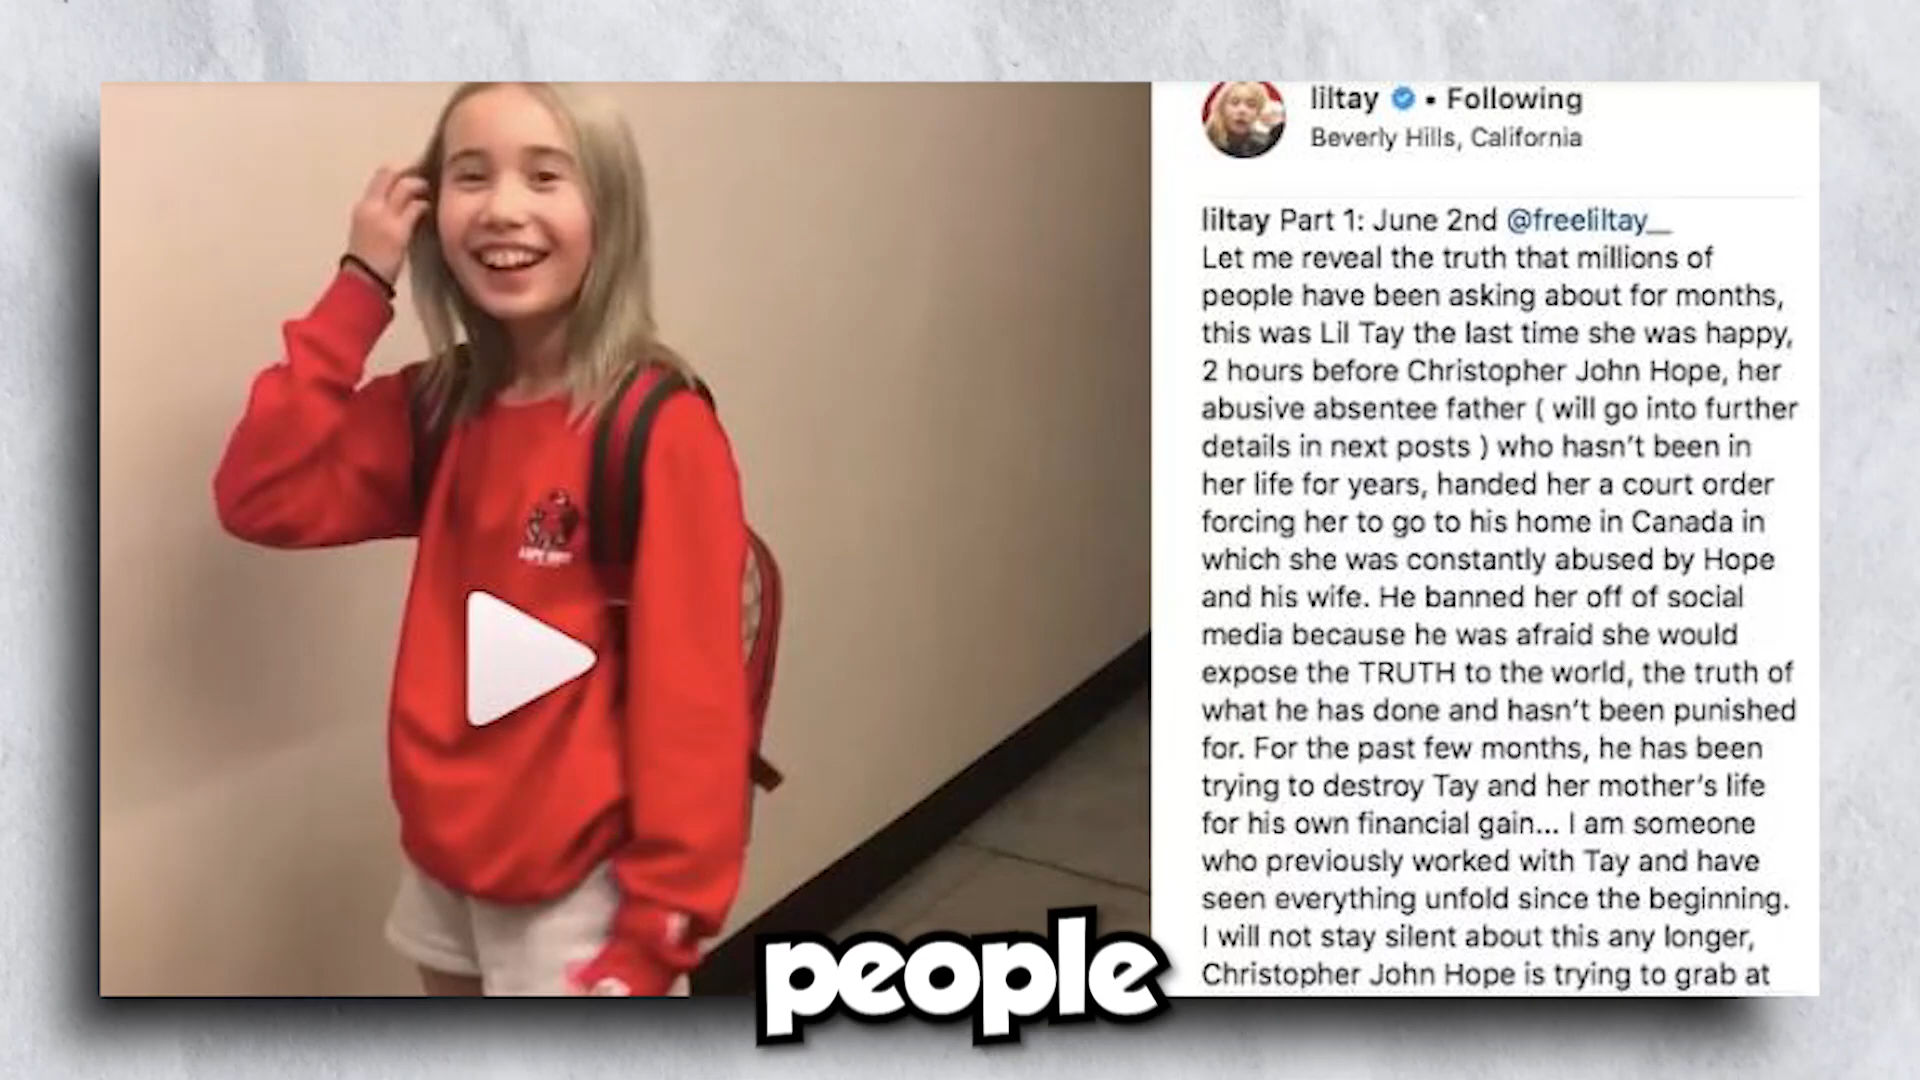 liltay • Following
Beverly Hills, California
liltay Part 1: June 2nd @freeliltay__
Let me reveal the truth that millions of
people have been asking about for months,
this was Lil Tay the last time she was happy,
2 hours before Christopher John Hope, her
abusive absentee father ( will go into further
details in next posts ) who hasn't been in
her life for years, handed her a court order
forcing her to go to his home in Canada in
which she was constantly abused by Hope
and his wife. He banned her off of social
media because he was afraid she would
expose the TRUTH to the world, the truth of
what he has done and hasn't been punished
for. For the past few months, he has been
trying to destroy Tay and her mother's life
for his own financial gain... I am someone
who previously worked with Tay and have
seen everything unfold since the beginning.
I will not stay silent about this any longer,
Christopher John Hope is trying to grab at
people